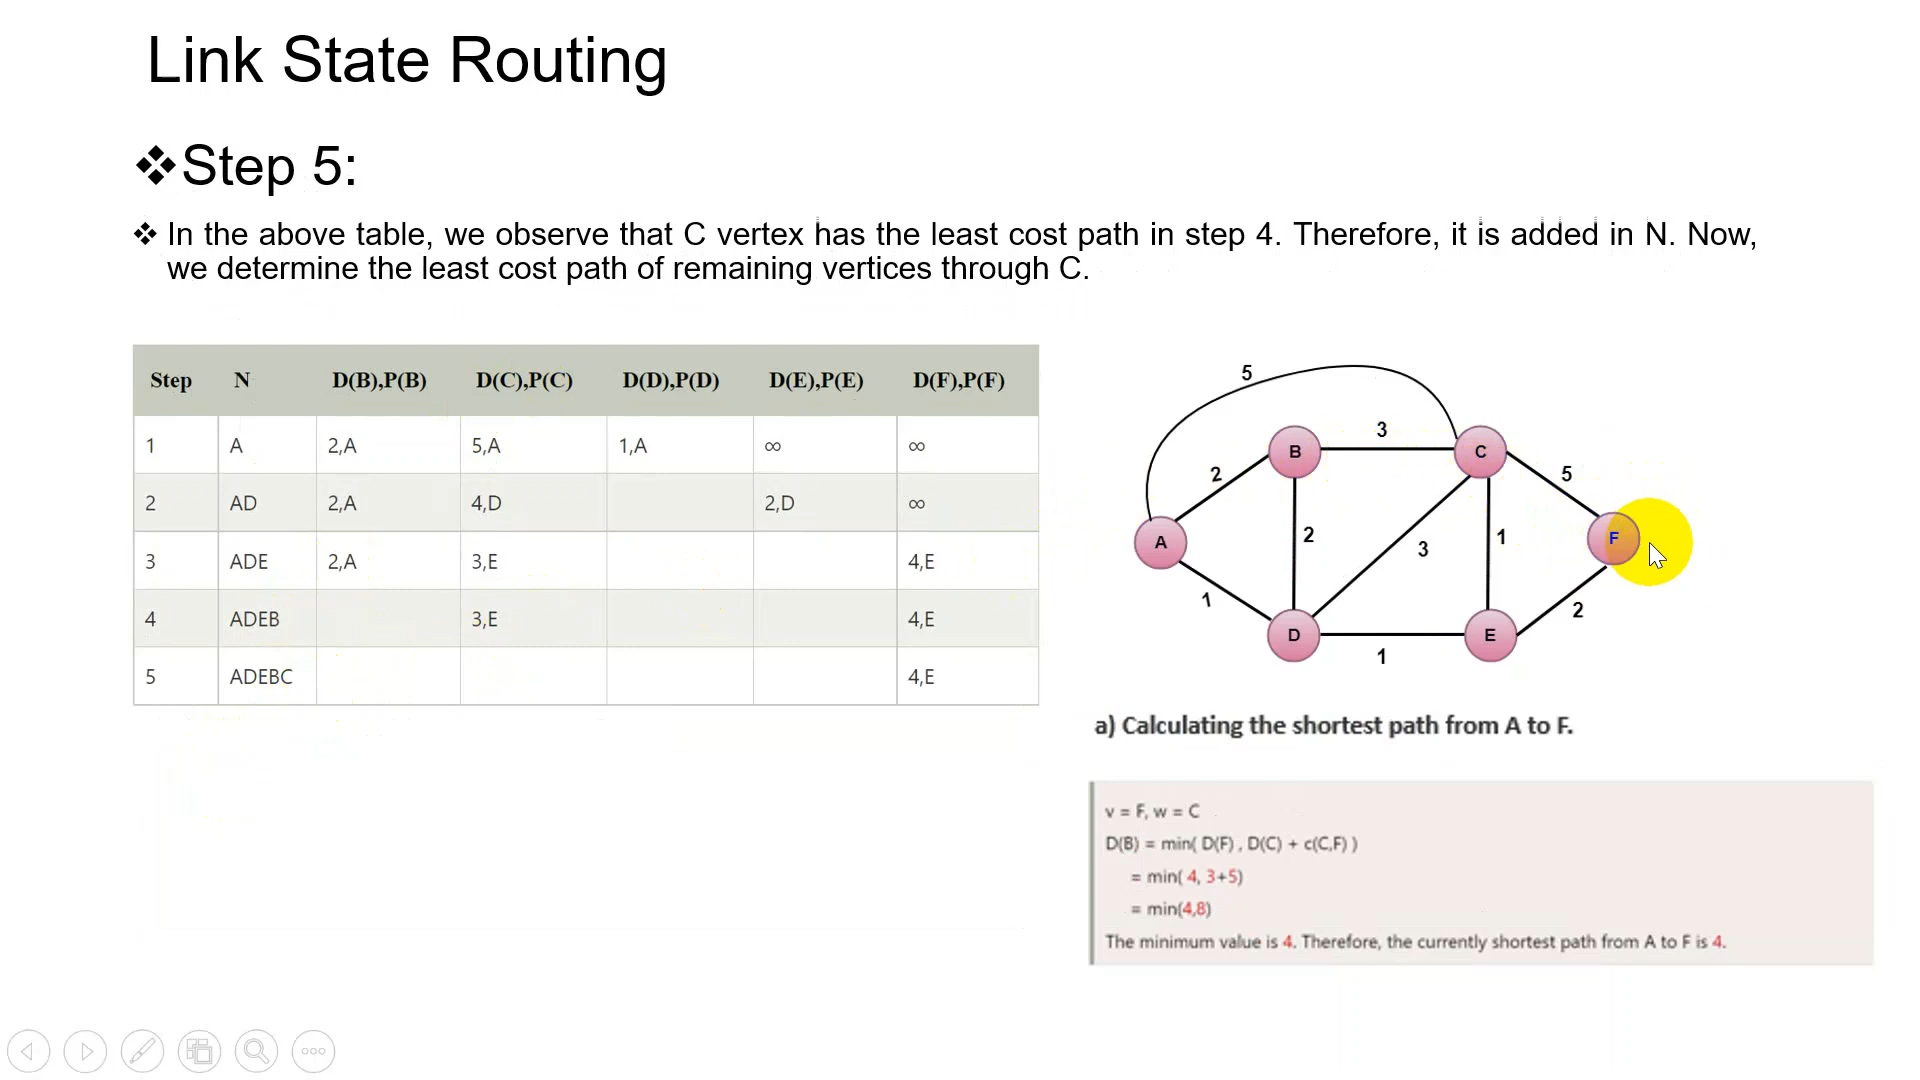 Link State Routing
❖Step 5:
❖ In the above table, we observe that C vertex has the least cost path in step 4. Therefore, it is added in N. Now,
we determine the least cost path of remaining vertices through C.
Step N D(B),P(B) D(C),P(C) D(D),P(D) D(E),P(E) D(F),P(F)
1 A 2,A 5,A 1,A ∞ ∞
2 AD 2,A 4,D 2,D ∞
3 ADE 2,A 3,E 4,E
4 ADEB 3,E 4,E
5 ADEBC 4,E
5
3
B
C
2
5
A
2
3
1
F
1
D
E
2
1
a) Calculating the shortest path from A to F.
v = F, w = C
D(B) = min( D(F) , D(C) + c(C,F) )
= min( 4, 3+5)
= min(4,8)
The minimum value is 4. Therefore, the currently shortest path from A to F is 4.